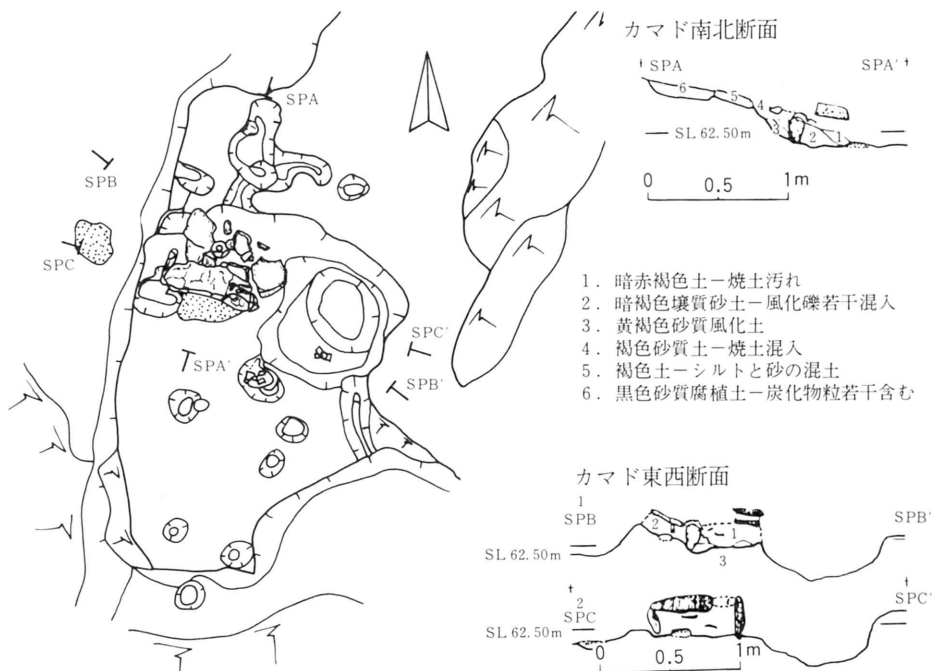 SPA
SPB
SPC
SPA'
SPC'
SPB'
カマド南北断面
SPA
SPA'
6
5
4
3
2
1
SL 62.50m
0
0.5
1m
1. 暗赤褐色土－焼土汚れ
2. 暗褐色壌質砂土－風化礫若干混入
3. 黄褐色砂質風化土
4. 褐色砂質土－焼土混入
5. 褐色土－シルトと砂の混土
6. 黒色砂質腐植土－炭化物粒若干含む
カマド東西断面
1
SPB
SPB'
2
1
3
SL 62.50m
2
SPC
SPC'
SL 62.50m
0
0.5
1m